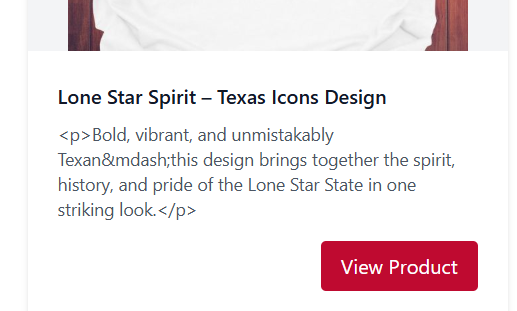 Lone Star Spirit – Texas Icons Design
<p>Bold, vibrant, and unmistakably
Texan&mdash;this design brings together the spirit,
history, and pride of the Lone Star State in one
striking look.</p>
View Product